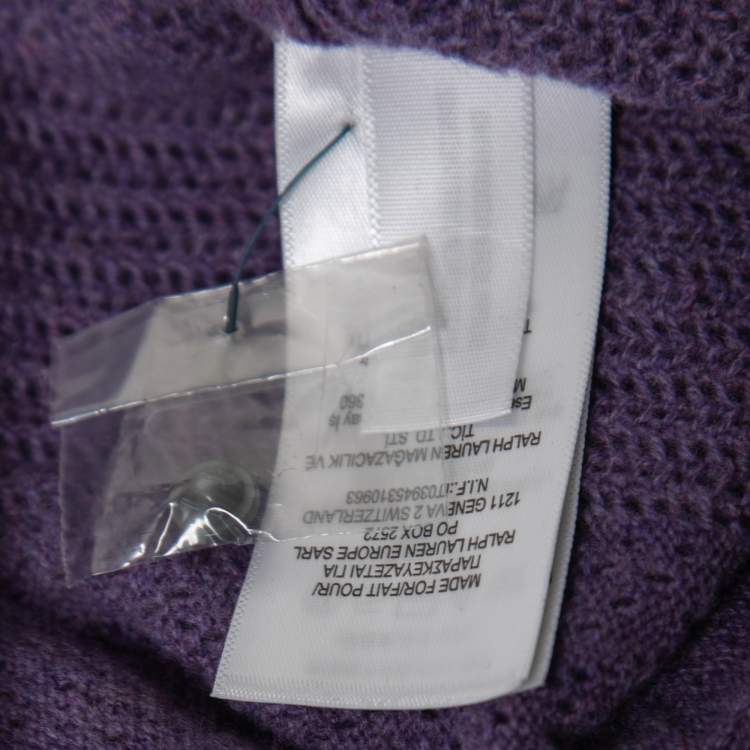 MADE FOR/FAIT POUR/
ΠΑΡΑΣΚΕΥΑΖΕΤΑΙ ΓΙΑ
RALPH LAUREN EUROPE SARL
PO BOX 2572
1211 GENEVA 2 SWITZERLAND
N.I.F.:IT03945310963
RALPH LAUREN MAĞAZACILIK VE
TİC. LTD. ŞTİ